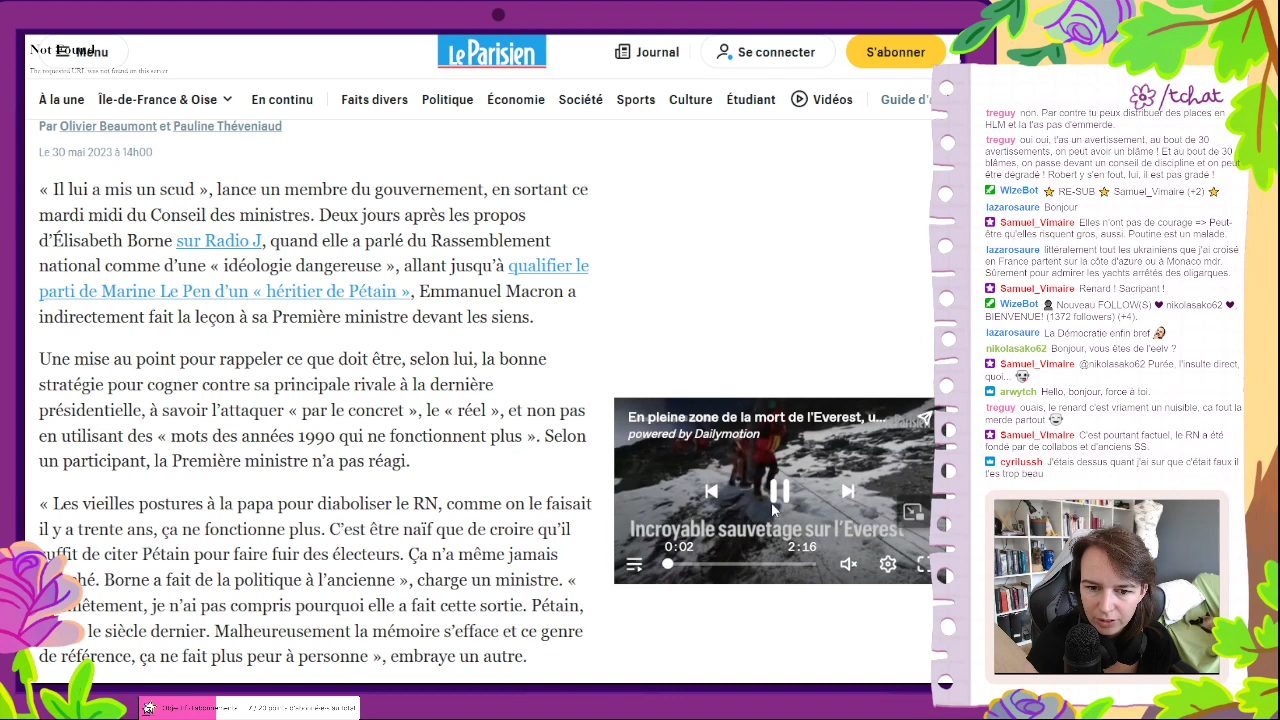 Not Found
Menu
The requested URL was not found on this server.
Le Parisien
Journal
Se connecter
S'abonner
À la une
Île-de-France & Oise
En continu
Faits divers
Politique
Économie
Société
Sports
Culture
Étudiant
Vidéos
Guide d'a
Par Olivier Beaumont et Pauline Théveniaud
Le 30 mai 2023 à 14h00
« Il lui a mis un scud », lance un membre du gouvernement, en sortant ce
mardi midi du Conseil des ministres. Deux jours après les propos
d'Élisabeth Borne sur Radio J, quand elle a parlé du Rassemblement
national comme d'une « idéologie dangereuse », allant jusqu'à qualifier le
parti de Marine Le Pen d'un « héritier de Pétain », Emmanuel Macron a
indirectement fait la leçon à sa Première ministre devant les siens.
Une mise au point pour rappeler ce que doit être, selon lui, la bonne
stratégie pour cogner contre sa principale rivale à la dernière
présidentielle, à savoir l'attaquer « par le concret », le « réel », et non pas
en utilisant des « mots des années 1990 qui ne fonctionnent plus ». Selon
un participant, la Première ministre n'a pas réagi.
« Les vieilles postures à la papa pour diaboliser le RN, comme on le faisait
il y a trente ans, ça ne fonctionne plus. C'est être naïf que de croire qu'il
suffit de citer Pétain pour faire fuir des électeurs. Ça n'a même jamais
ché. Borne a fait de la politique à l'ancienne », charge un ministre. «
nêtement, je n'ai pas compris pourquoi elle a fait cette sortie. Pétain,
le siècle dernier. Malheureusement la mémoire s'efface et ce genre
de référence, ça ne fait plus peur à personne », embraye un autre.
En pleine zone de la mort de l'Everest, u...
powered by Dailymotion
Incroyable sauvetage sur l'Everest
0:02
2:16
/tchat
treguy non. Par contre tu peux distribuer des places en
HLM et la t'as pas d'emmerde.
treguy oui oui, t'as un avertissement, au bout de 30
avertissements, on peut avoir un blâme ! Et au bout de 30
blâmes, on passe devant un conseil de discipline et on peut
être dégradé ! Robert y s'en fout, lui, il est pas gradé !
WizeBot RE-SUB Samuel_Vimaire (+2)
lazarosaure Bonjour
Samuel_Vimaire Elles n'ont pas de courage => Peut-
être qu'elles risquent gros, aussi. Poutine est un malade.
lazarosaure littéralement tout les ukrainiens que j'ai croisé
en France partent sur la côte d'azure ou à Monaco mdr.
Sûrement pour admirer les yachts arrêtés des oligarques.
Samuel_Vimaire Renard ! Sacripant !
WizeBot Nouveau FOLLOW(S) nikolasako62
BIENVENUE! (1372 followers) (+4).
lazarosaure La Démocratie enfin bref
nikolasako62 Bonjour, vous êtes de l'eelv ?
Samuel_Vimaire @nikolasako62 Purée, l'insulte direct,
quoi...
arwytch Hello, bonjour, force à toi.
treguy ouais, le renard c'est vriament un nuisible, ca fout la
merde partout
Samuel_Vimaire C'est pourtant factuel, le RN a été
fondé par de collabos et d'anciens SS.
cyrilussh J'étais dessus quant j'ai sur que c'était faux il
t'es trop beau